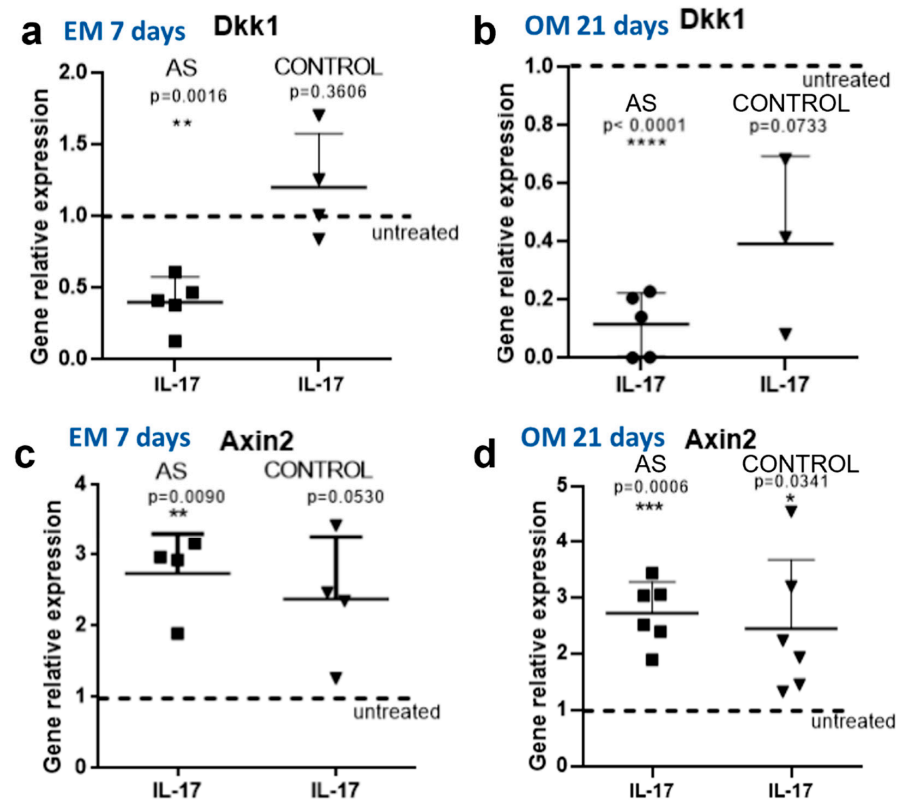 a EM 7 days Dkk1
AS CONTROL
p=0.0016 p=0.3606
**
Gene relative expression
2.0
1.5
1.0
0.5
0.0
untreated
IL-17 IL-17
b OM 21 days Dkk1
untreated
AS CONTROL
p< 0.0001 p=0.0733
****
Gene relative expression
1.0
0.8
0.6
0.4
0.2
0.0
IL-17 IL-17
c EM 7 days Axin2
AS CONTROL
p=0.0090 p=0.0530
**
Gene relative expression
4
3
2
1
0
untreated
IL-17 IL-17
d OM 21 days Axin2
AS CONTROL
p=0.0006 p=0.0341
*** *
Gene relative expression
5
4
3
2
1
0
untreated
IL-17 IL-17